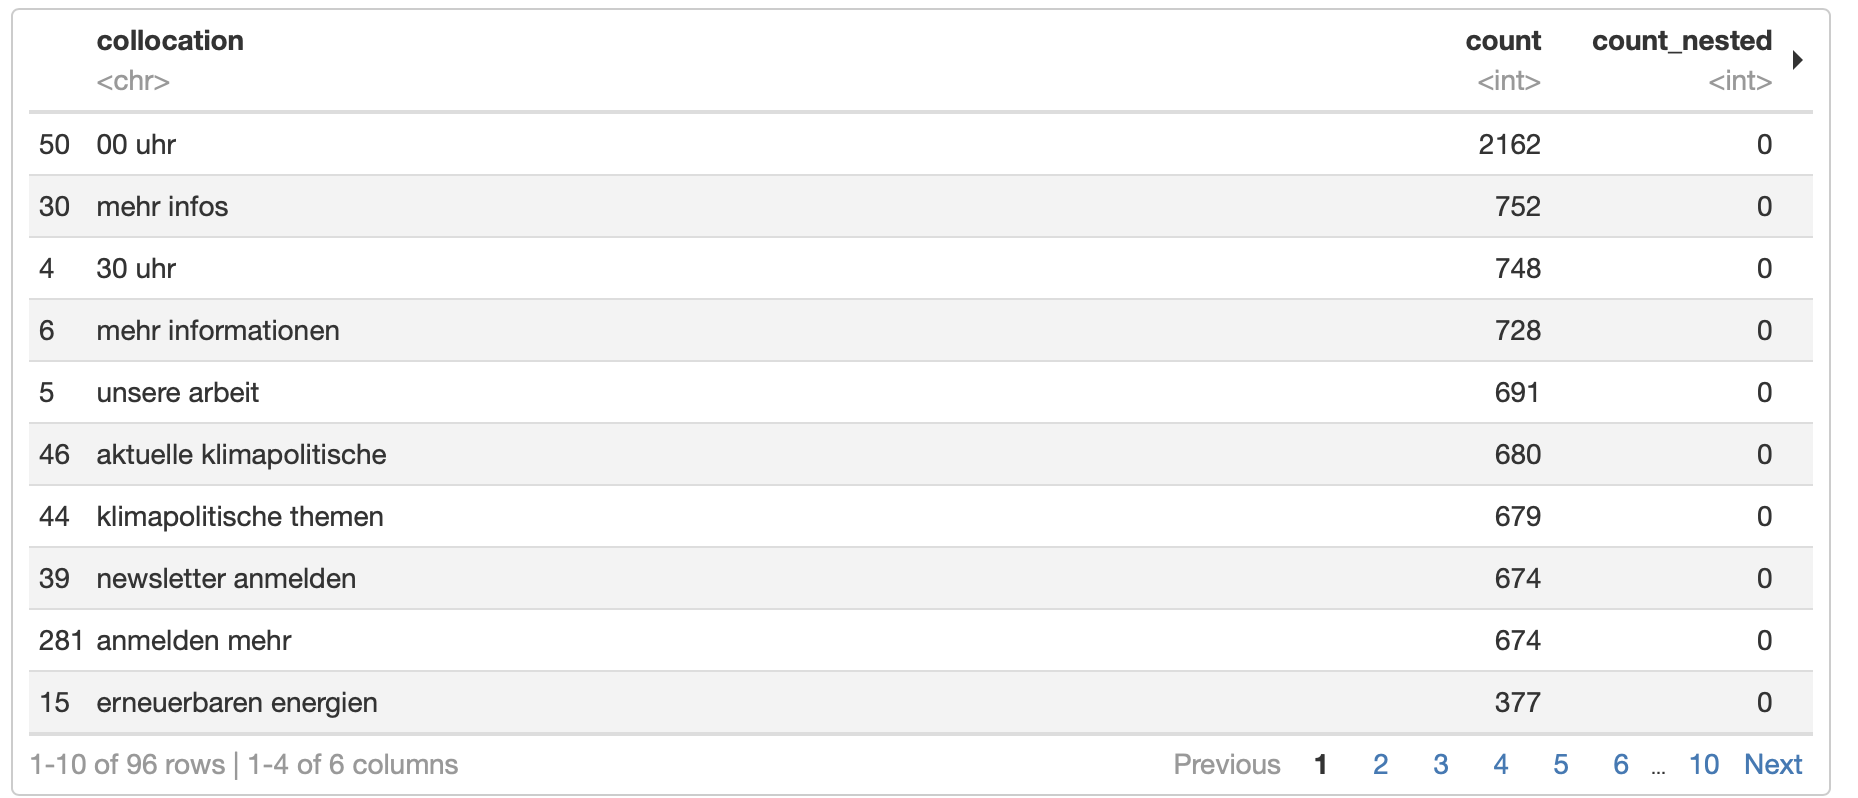 collocation count count_nested
<chr> <int> <int>
50 00 uhr 2162 0
30 mehr infos 752 0
4 30 uhr 748 0
6 mehr informationen 728 0
5 unsere arbeit 691 0
46 aktuelle klimapolitische 680 0
44 klimapolitische themen 679 0
39 newsletter anmelden 674 0
281 anmelden mehr 674 0
15 erneuerbaren energien 377 0
1-10 of 96 rows | 1-4 of 6 columns Previous 1 2 3 4 5 6 ... 10 Next